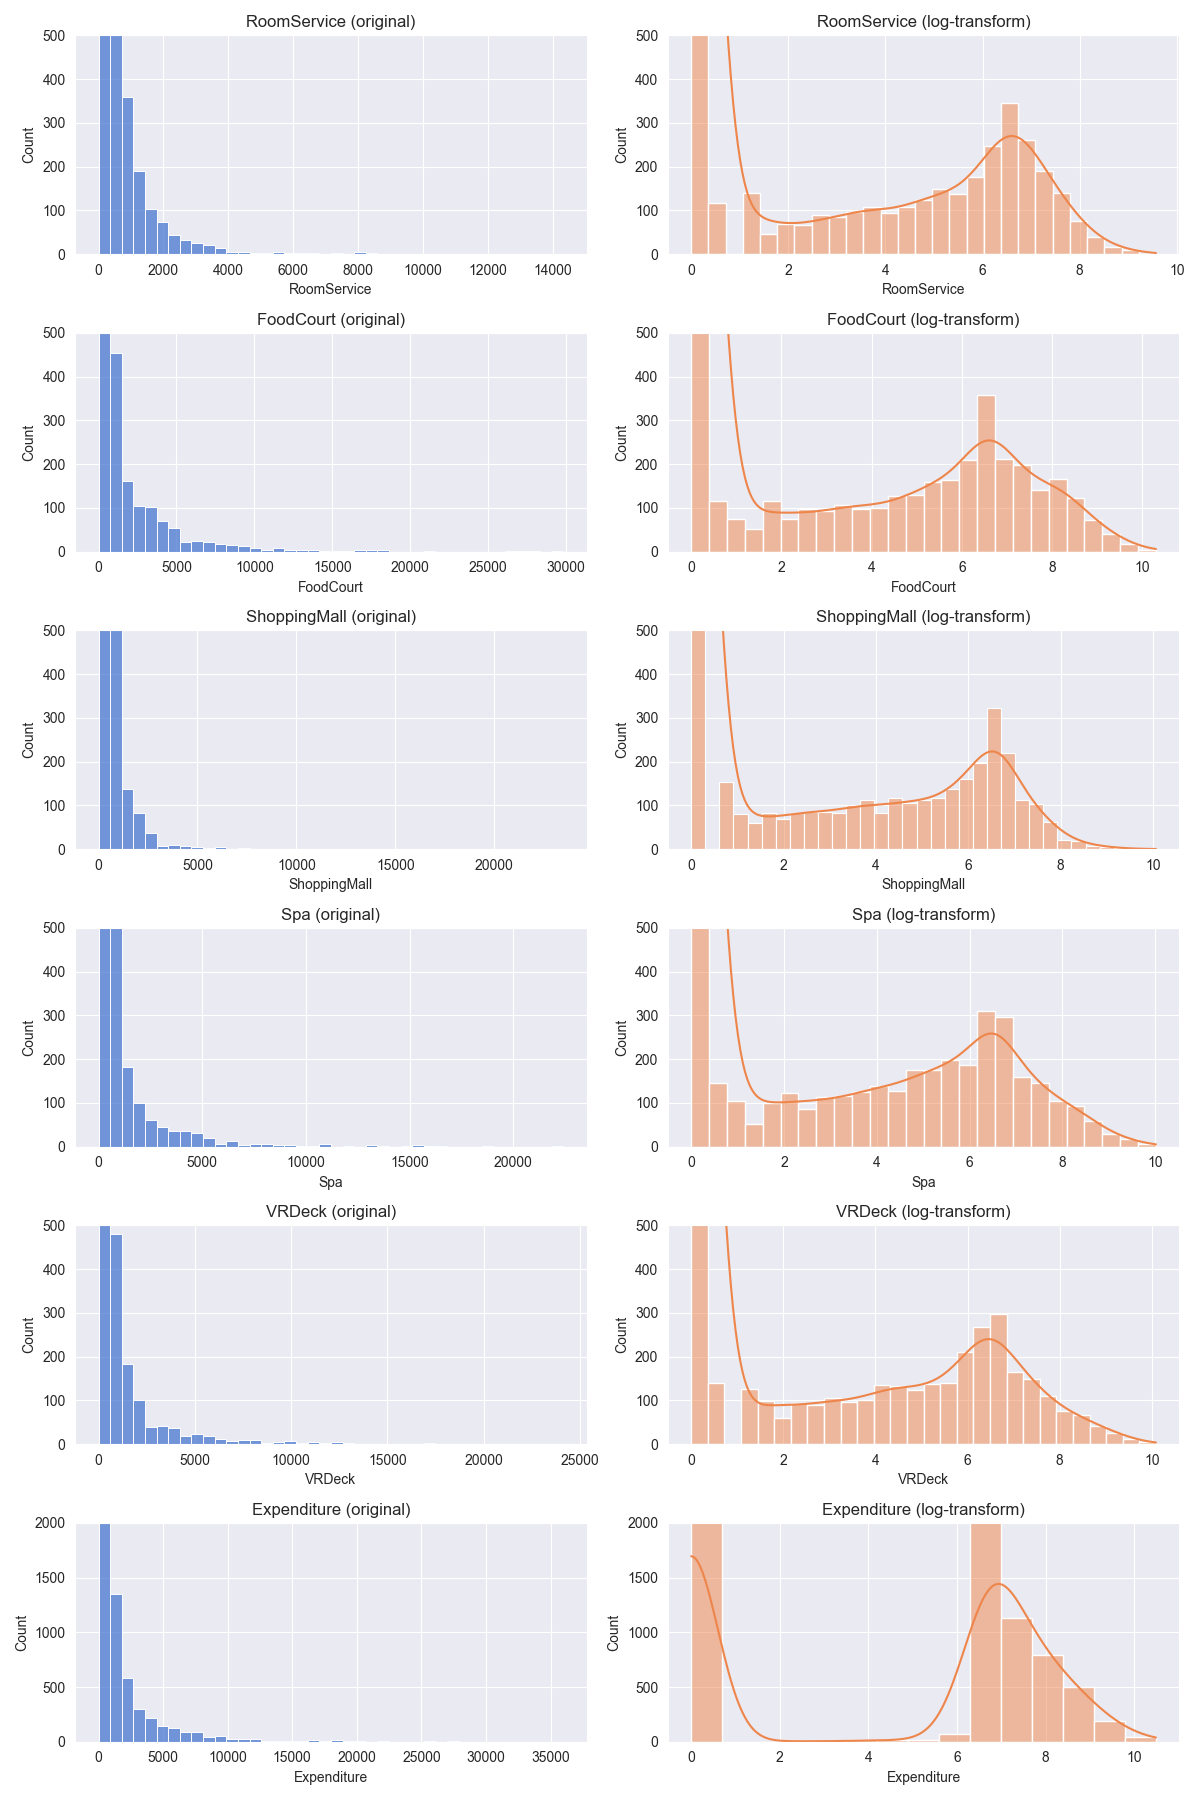 RoomService (original)
500
400
300
200
100
0
Count
0 2000 4000 6000 8000 10000 12000 14000
RoomService
RoomService (log-transform)
500
400
300
200
100
0
Count
0 2 4 6 8 10
RoomService
FoodCourt (original)
500
400
300
200
100
0
Count
0 5000 10000 15000 20000 25000 30000
FoodCourt
FoodCourt (log-transform)
500
400
300
200
100
0
Count
0 2 4 6 8 10
FoodCourt
ShoppingMall (original)
500
400
300
200
100
0
Count
0 5000 10000 15000 20000
ShoppingMall
ShoppingMall (log-transform)
500
400
300
200
100
0
Count
0 2 4 6 8 10
ShoppingMall
Spa (original)
500
400
300
200
100
0
Count
0 5000 10000 15000 20000
Spa
Spa (log-transform)
500
400
300
200
100
0
Count
0 2 4 6 8 10
Spa
VRDeck (original)
500
400
300
200
100
0
Count
0 5000 10000 15000 20000 25000
VRDeck
VRDeck (log-transform)
500
400
300
200
100
0
Count
0 2 4 6 8 10
VRDeck
Expenditure (original)
2000
1500
1000
500
0
Count
0 5000 10000 15000 20000 25000 30000 35000
Expenditure
Expenditure (log-transform)
2000
1500
1000
500
0
Count
0 2 4 6 8 10
Expenditure